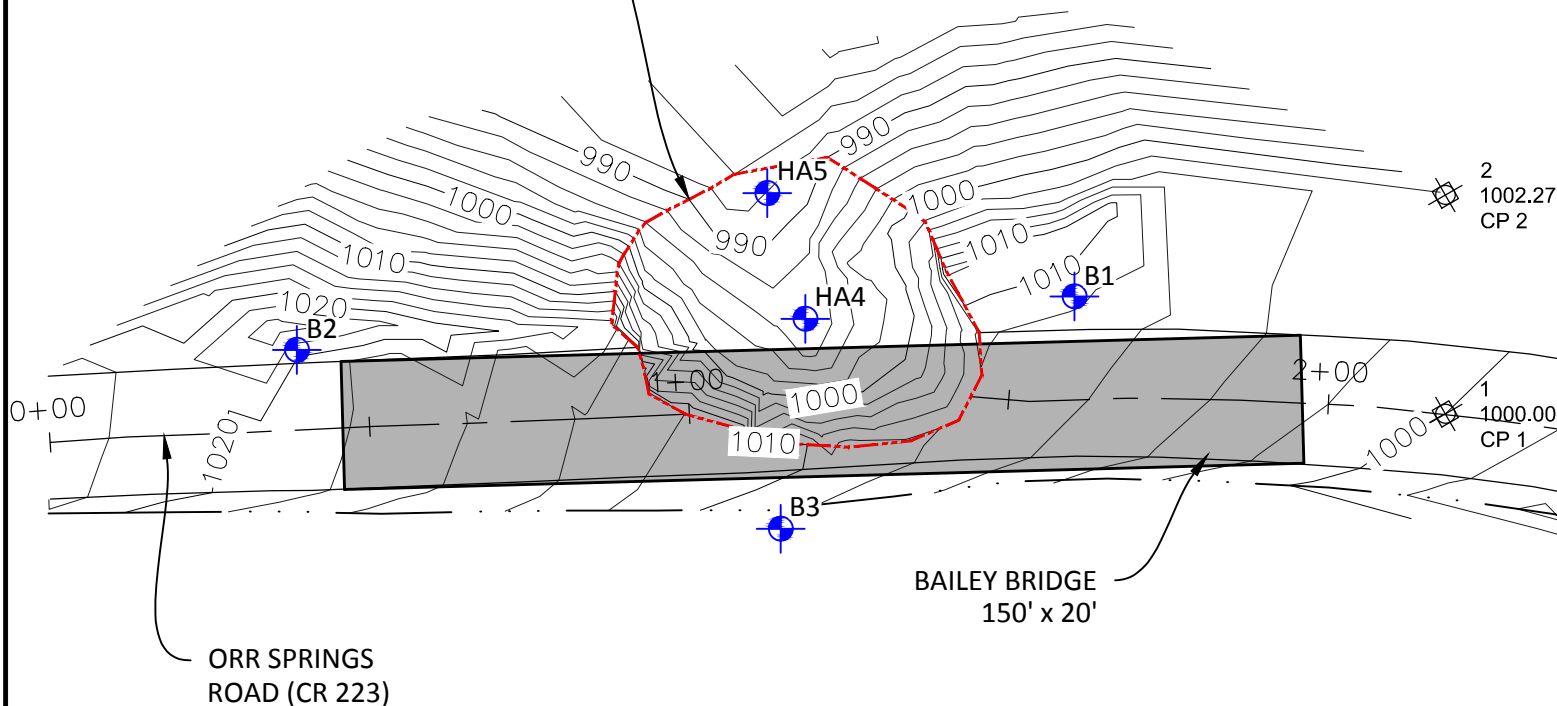 990
990
HA5
2
1002.27
CP 2
1000
1000
990
1010
1010
1010
B1
HA4
1020
B2
1+00
2+00
0+00
1000
1
1000.00
CP 1
1010
1020
1000
B3
BAILEY BRIDGE
150' x 20'
ORR SPRINGS
ROAD (CR 223)